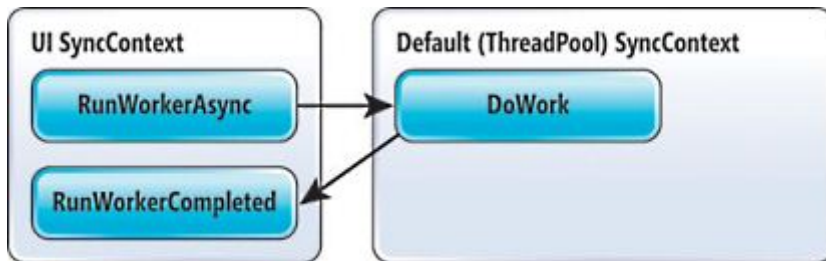 UI SyncContext
RunWorkerAsync
RunWorkerCompleted
Default (ThreadPool) SyncContext
DoWork